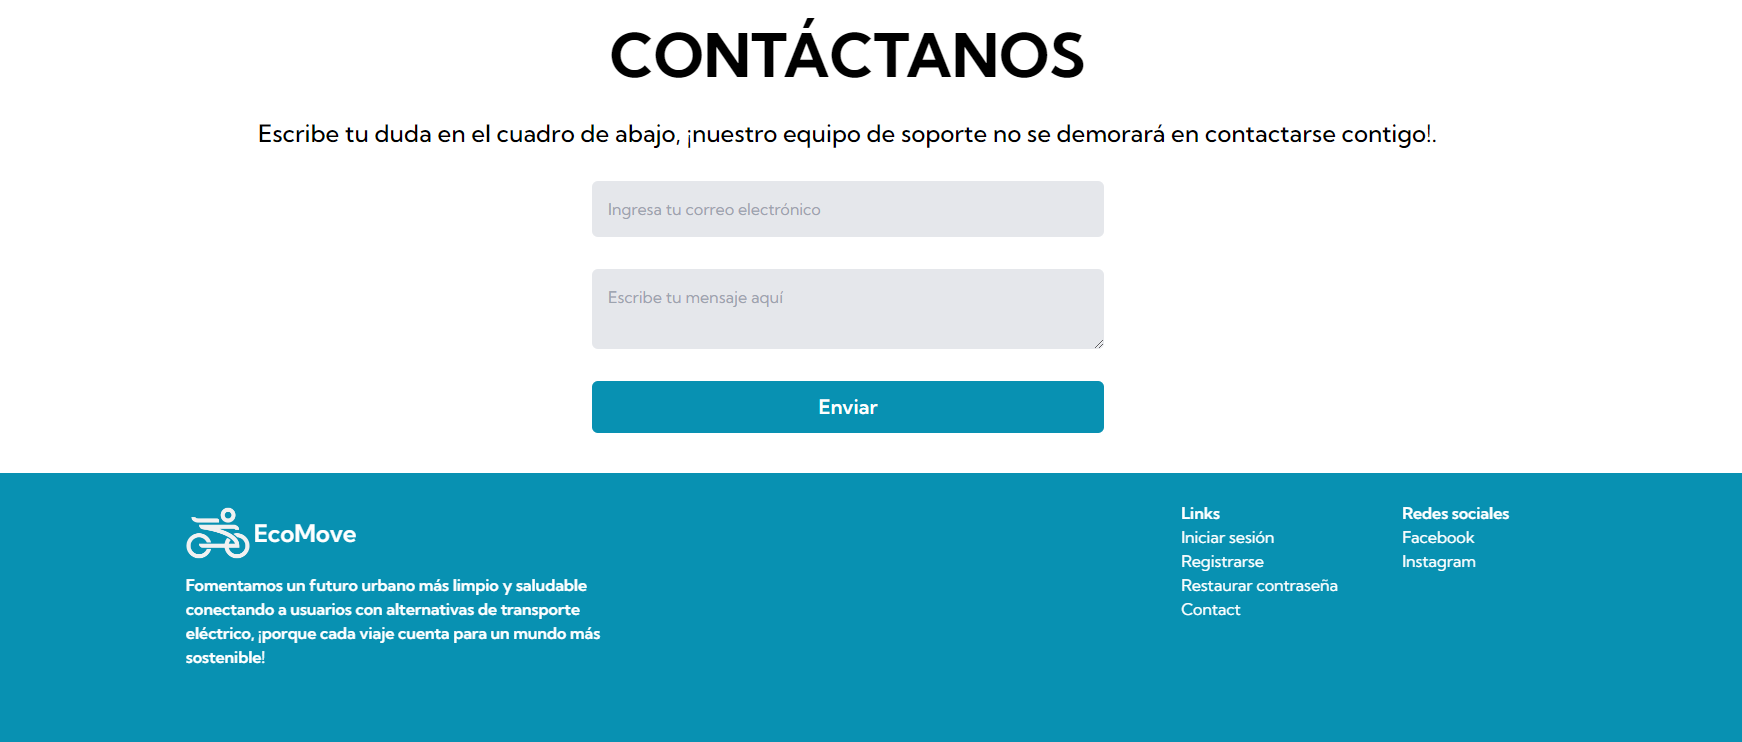 CONTÁCTANOS
Escribe tu duda en el cuadro de abajo, ¡nuestro equipo de soporte no se demorará en contactarse contigo!.
Ingresa tu correo electrónico
Escribe tu mensaje aquí
Enviar
EcoMove
Fomentamos un futuro urbano más limpio y saludable
conectando a usuarios con alternativas de transporte
eléctrico, ¡porque cada viaje cuenta para un mundo más
sostenible!
Links
Iniciar sesión
Registrarse
Restaurar contraseña
Contact
Redes sociales
Facebook
Instagram